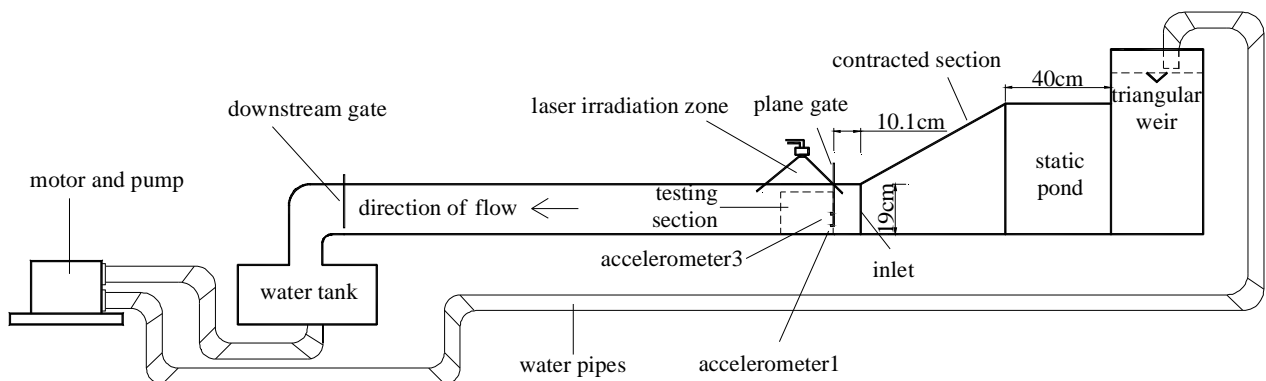 contracted section
40cm
downstream gate
laser irradiation zone
plane gate
10.1cm
triangular
weir
motor and pump
direction of flow
testing
section
19cm
static
pond
accelerometer3
inlet
water tank
water pipes
accelerometer1